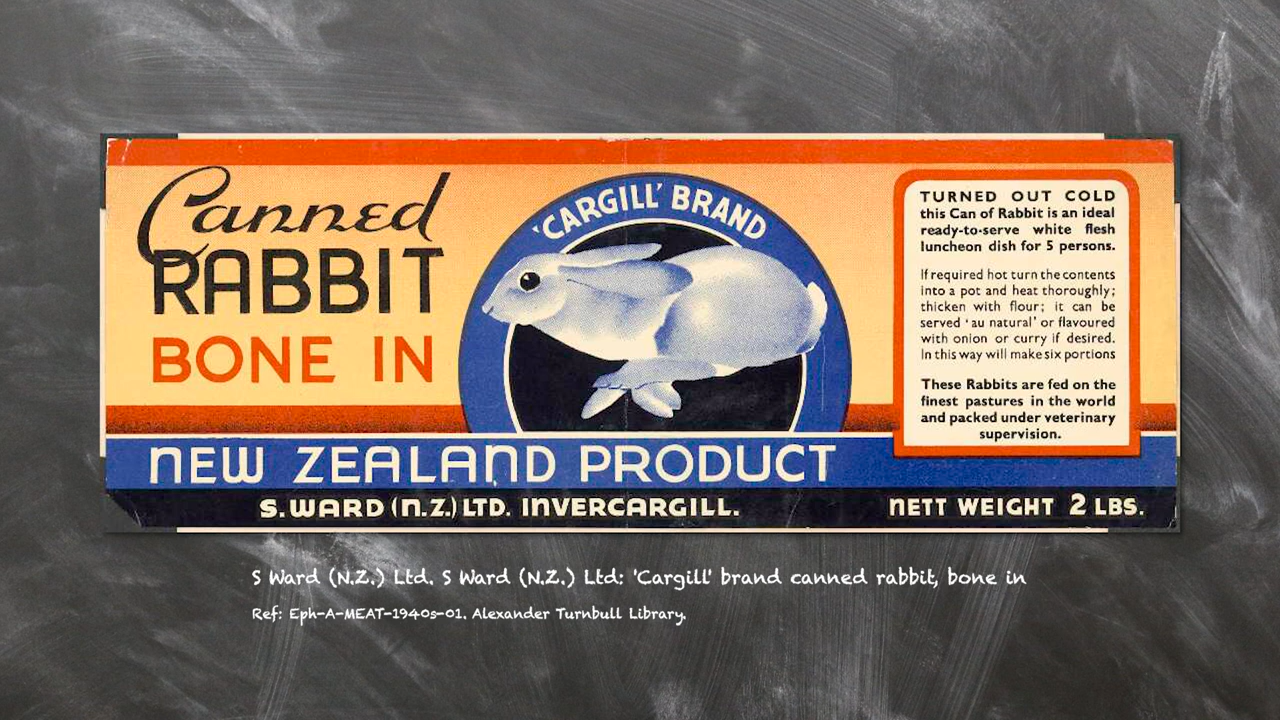 Canned
RABBIT
BONE IN
'CARGILL' BRAND
TURNED OUT COLD
this Can of Rabbit is an ideal
ready-to-serve white flesh
luncheon dish for 5 persons.
If required hot turn the contents
into a pot and heat thoroughly;
thicken with flour; it can be
served 'au natural' or flavoured
with onion or curry if desired.
In this way will make six portions
These Rabbits are fed on the
finest pastures in the world
and packed under veterinary
supervision.
NEW ZEALAND PRODUCT
S. WARD (N.Z.) LTD. INVERCARGILL.
NETT WEIGHT 2 LBS.
S Ward (N.Z.) Ltd. S Ward (N.Z.) Ltd: 'Cargill' brand canned rabbit, bone in
Ref: Eph-A-MEAT-1940s-01. Alexander Turnbull Library.